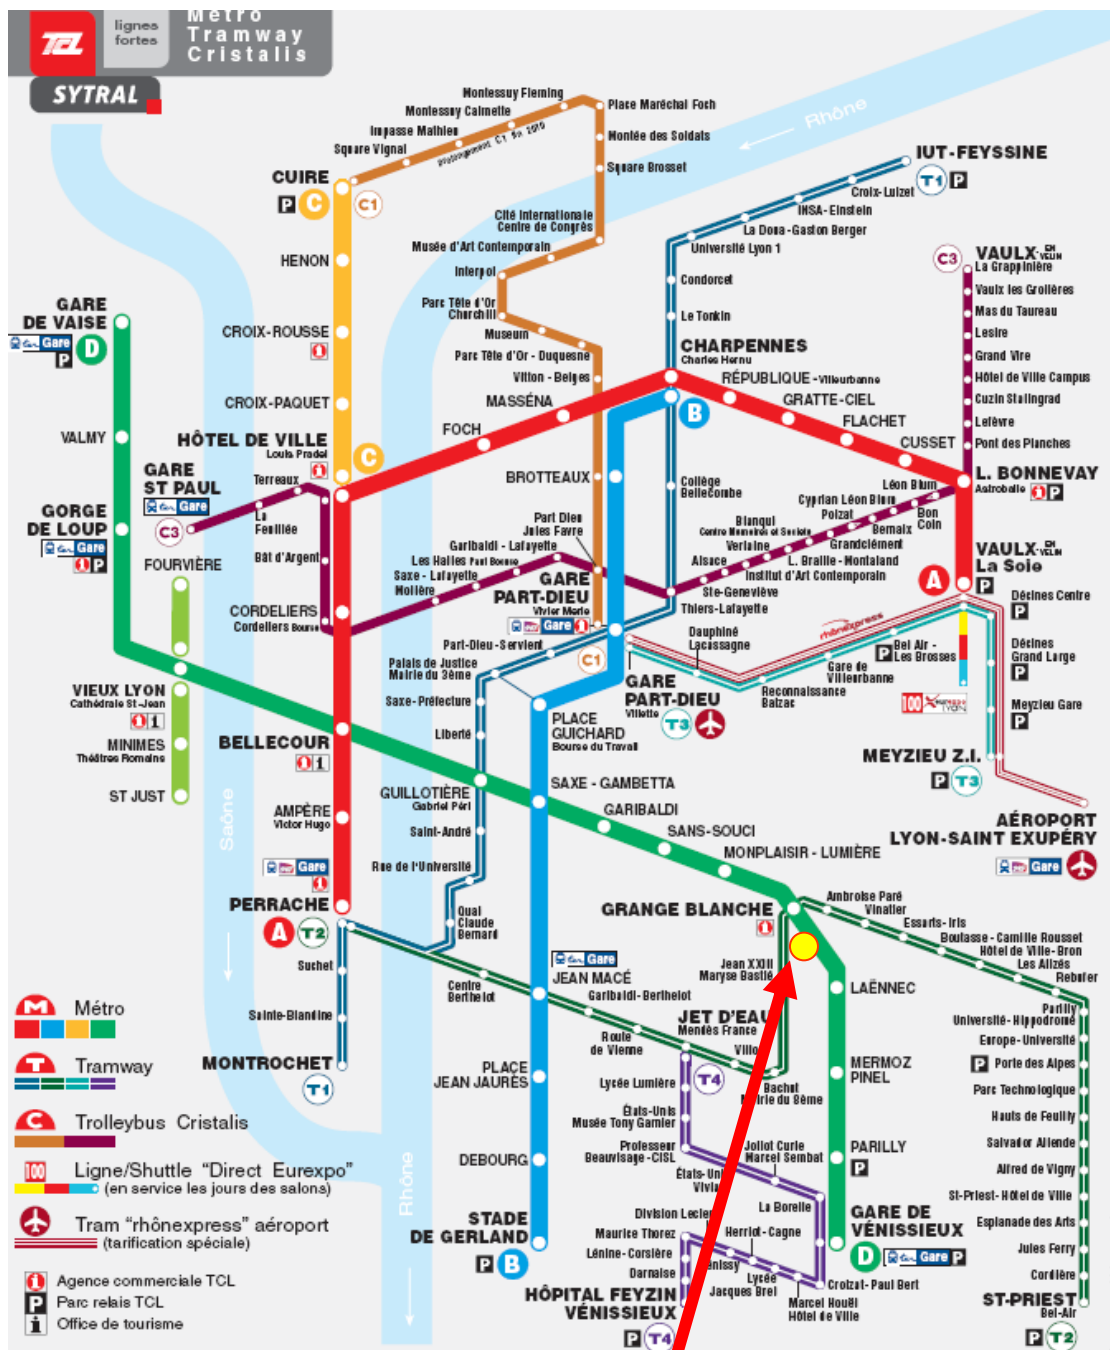 TCL
lignes
fortes
Métro
Tramway
Cristalis
SYTRAL
Rhône
Montessuy Fleming
Montessuy Calmette
Impasse Mathieu
Square Vignal
prolongement C1 fin 2010
Place Maréchal Foch
Montée des Soldats
Square Brosset
CUIRE
P C C1
Cité Internationale
Centre de Congrès
Musée d'Art Contemporain
Interpol
Parc Tête d'Or
Churchill
Museum
Parc Tête d'Or - Duquesne
Vitton - Belges
IUT-FEYSSINE
T1 P
Croix-Luizet
INSA-Einstein
La Doua-Gaston Berger
Université Lyon 1
Condorcet
Le Tonkin
C3 VAULX-EN-VELIN
La Grappinière
Vaulx les Grolières
Mas du Taureau
Lesire
Grand Vire
Hôtel de Ville Campus
Cuzin Stalingrad
Lefèvre
Pont des Planches
HENON
CROIX-ROUSSE
CROIX-PAQUET
HÔTEL DE VILLE
Louis Pradel
C
GARE
DE VAISE
Gare
P D
VALMY
GORGE
DE LOUP
Gare
P
GARE
ST PAUL
Gare
C3
Terreaux
La
Feuillée
Bât d'Argent
FOURVIÈRE
CHARPENNES
Charles Hernu
B
RÉPUBLIQUE - Villeurbanne
GRATTE-CIEL
FLACHET
CUSSET
MASSÉNA
FOCH
BROTTEAUX
Collège
Bellecombe
L. BONNEVAY
Astroballe
P
Léon Blum
Cyprian Léon Blum
Poizat
Bon
Coin
Bernaix
Grandclément
Blanqui
Centre Mémoires et Société
Verlaine
L. Braille - Montaland
Alsace
Institut d'Art Contemporain
Ste-Geneviève
Thiers-Lafayette
Part Dieu
Jules Favre
Garibaldi - Lafayette
Les Halles Paul Bocuse
Saxe - Lafayette
Molière
GARE
PART-DIEU
Vivier Merle
Gare
C1
CORDELIERS
Cordeliers Bourse
VAULX-EN-VELIN
La Soie
A P
Part-Dieu-Servient
Palais de Justice
Mairie du 3ème
Saxe-Préfecture
Liberté
Dauphiné
Lacassagne
rhônexpress
GARE
PART-DIEU
Villette
T3
Reconnaissance
Balzac
Gare de
Villeurbanne
P Bel Air -
Les Brosses
100
LYON
Décines Centre
P
Décines
Grand Large
P
Meyzieu Gare
P
MEYZIEU Z.I.
P T3
AÉROPORT
LYON-SAINT EXUPÉRY
Gare
VIEUX LYON
Cathédrale St-Jean
MINIMES
Théâtres Romains
ST JUST
Saône
BELLECOUR
AMPÈRE
Victor Hugo
Gare
PERRACHE
A T2
PLACE
GUICHARD
Bourse du Travail
SAXE - GAMBETTA
GUILLOTIÈRE
Gabriel Péri
Saint-André
Rue de l'Université
Quai
Claude
Bernard
GARIBALDI
SANS-SOUCI
MONPLAISIR - LUMIÈRE
GRANGE BLANCHE
Ambroise Paré
Vinatier
Essarts-Iris
Boutasse - Camille Rousset
Hôtel de Ville-Bron
Les Alizés
Rebufer
Parilly
Université-Hippodrome
Europe-Université
P Porte des Alpes
Parc Technologique
Hauts de Feuilly
Salvador Allende
Alfred de Vigny
St-Priest-Hôtel de Ville
Esplanade des Arts
Jules Ferry
Cordière
ST-PRIEST
Bel-Air
P T2
Suchet
Sainte-Blandine
MONTROCHET
T1
Centre
Berthelot
Gare
JEAN MACÉ
Garibaldi-Berthelot
Route
de Vienne
Jean XXIII
Maryse Bastié
JET D'EAU
Mendès France
T4
Bachut
Mairie du 8ème
LAËNNEC
MERMOZ
PINEL
PARILLY
P
GARE DE
VÉNISSIEUX
D Gare P
PLACE
JEAN JAURÈS
DEBOURG
STADE
DE GERLAND
P B
Rhône
Lycée Lumière
États-Unis
Musée Tony Garnier
Professeur
Beauvisage-CISL
Joliot Curie
Marcel Sembat
La Borelle
Maurice Thorez
Herriot-Cagne
Lénine-Corsière
Darnaise
Lycée
Jacques Brel
Marcel Houël
Hôtel de Ville
Croizat-Paul Bert
HÔPITAL FEYZIN
VÉNISSIEUX
P T4
M Métro
T Tramway
C Trolleybus Cristalis
100 Ligne/Shuttle "Direct Eurexpo"
(en service les jours des salons)
Tram "rhônexpress" aéroport
(tarification spéciale)
Agence commerciale TCL
P Parc relais TCL
i Office de tourisme